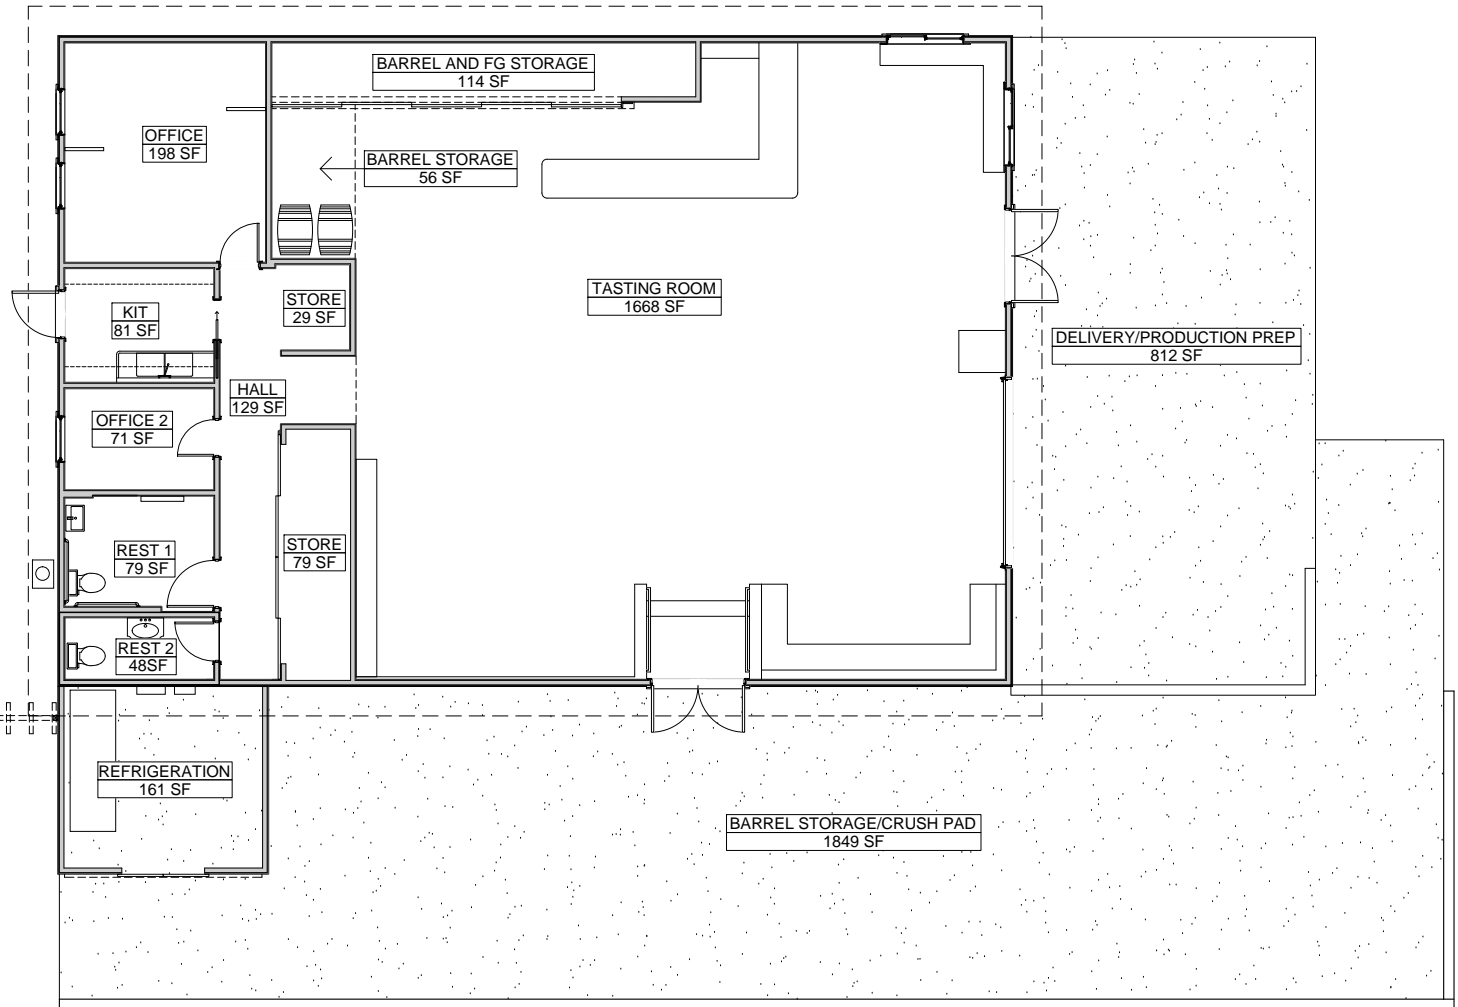 BARREL AND FG STORAGE
114 SF
OFFICE
198 SF
BARREL STORAGE
56 SF
TASTING ROOM
1668 SF
STORE
29 SF
KIT
81 SF
DELIVERY/PRODUCTION PREP
812 SF
HALL
129 SF
OFFICE 2
71 SF
REST 1
79 SF
STORE
79 SF
REST 2
48SF
REFRIGERATION
161 SF
BARREL STORAGE/CRUSH PAD
1849 SF